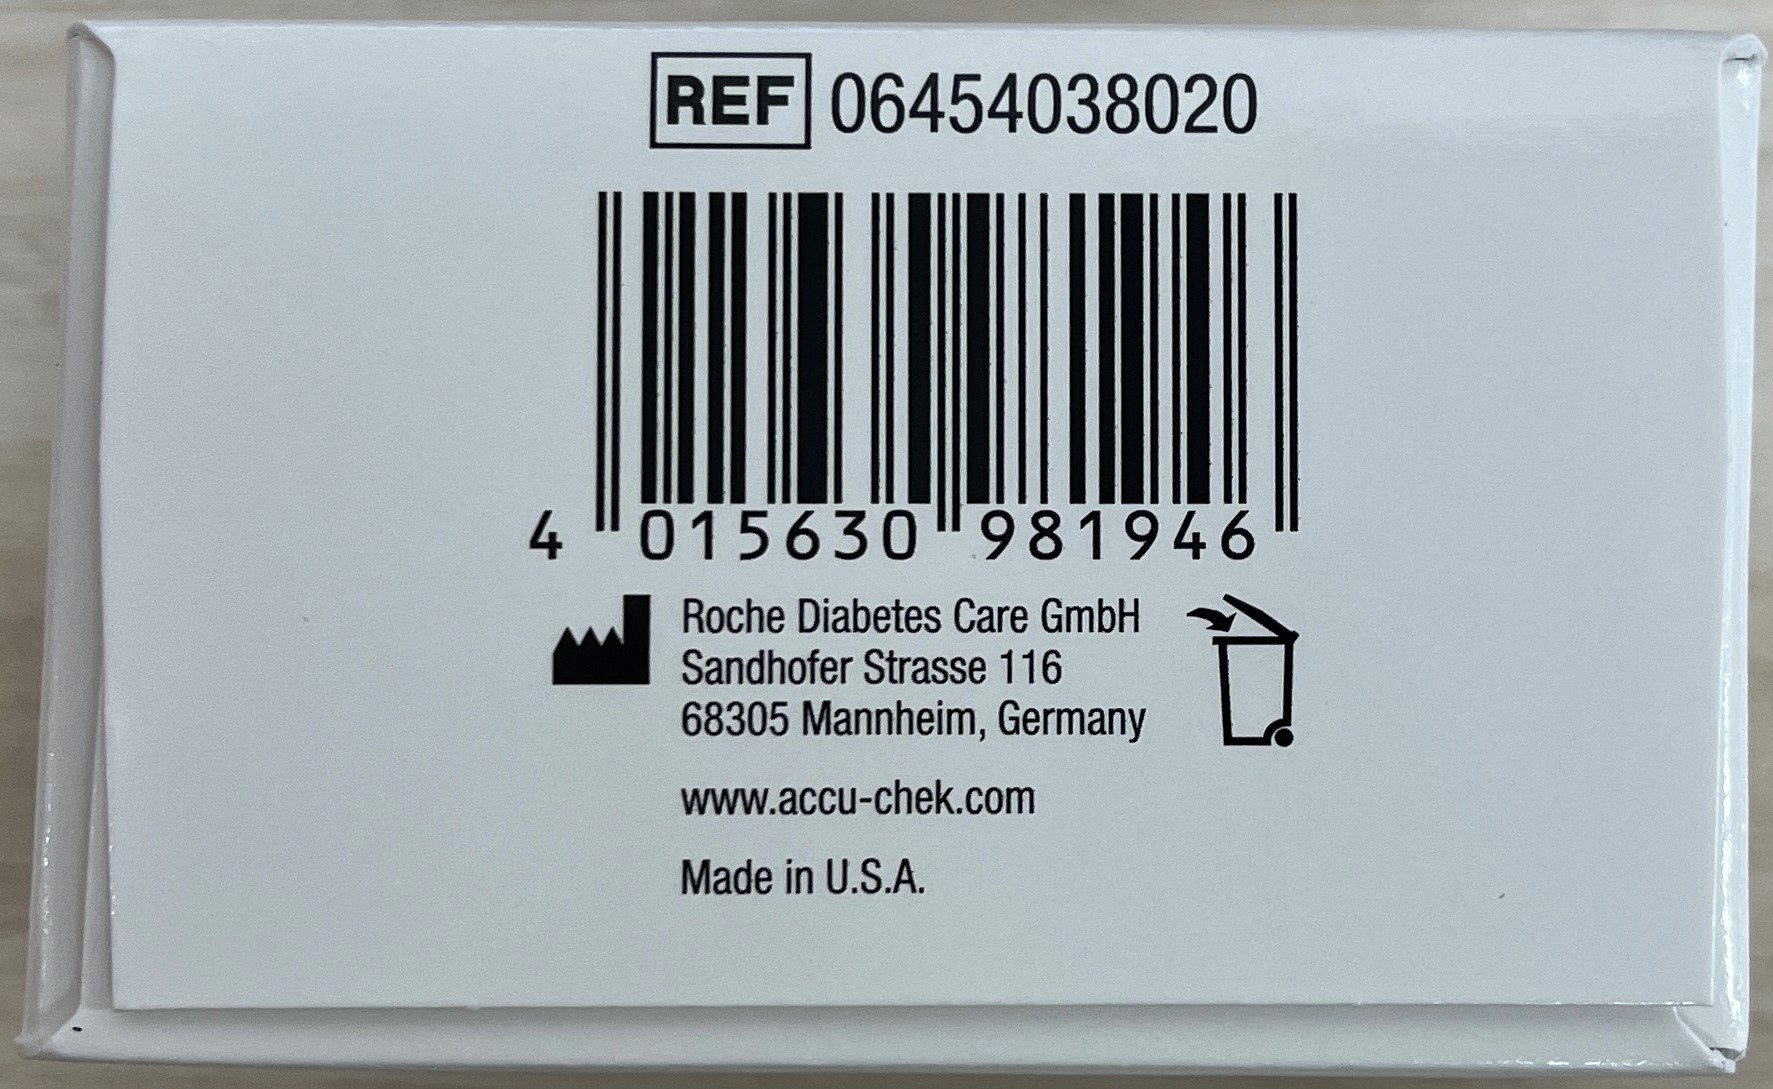 REF 06454038020
4 015630 981946
Roche Diabetes Care GmbH
Sandhofer Strasse 116
68305 Mannheim, Germany
www.accu-chek.com
Made in U.S.A.